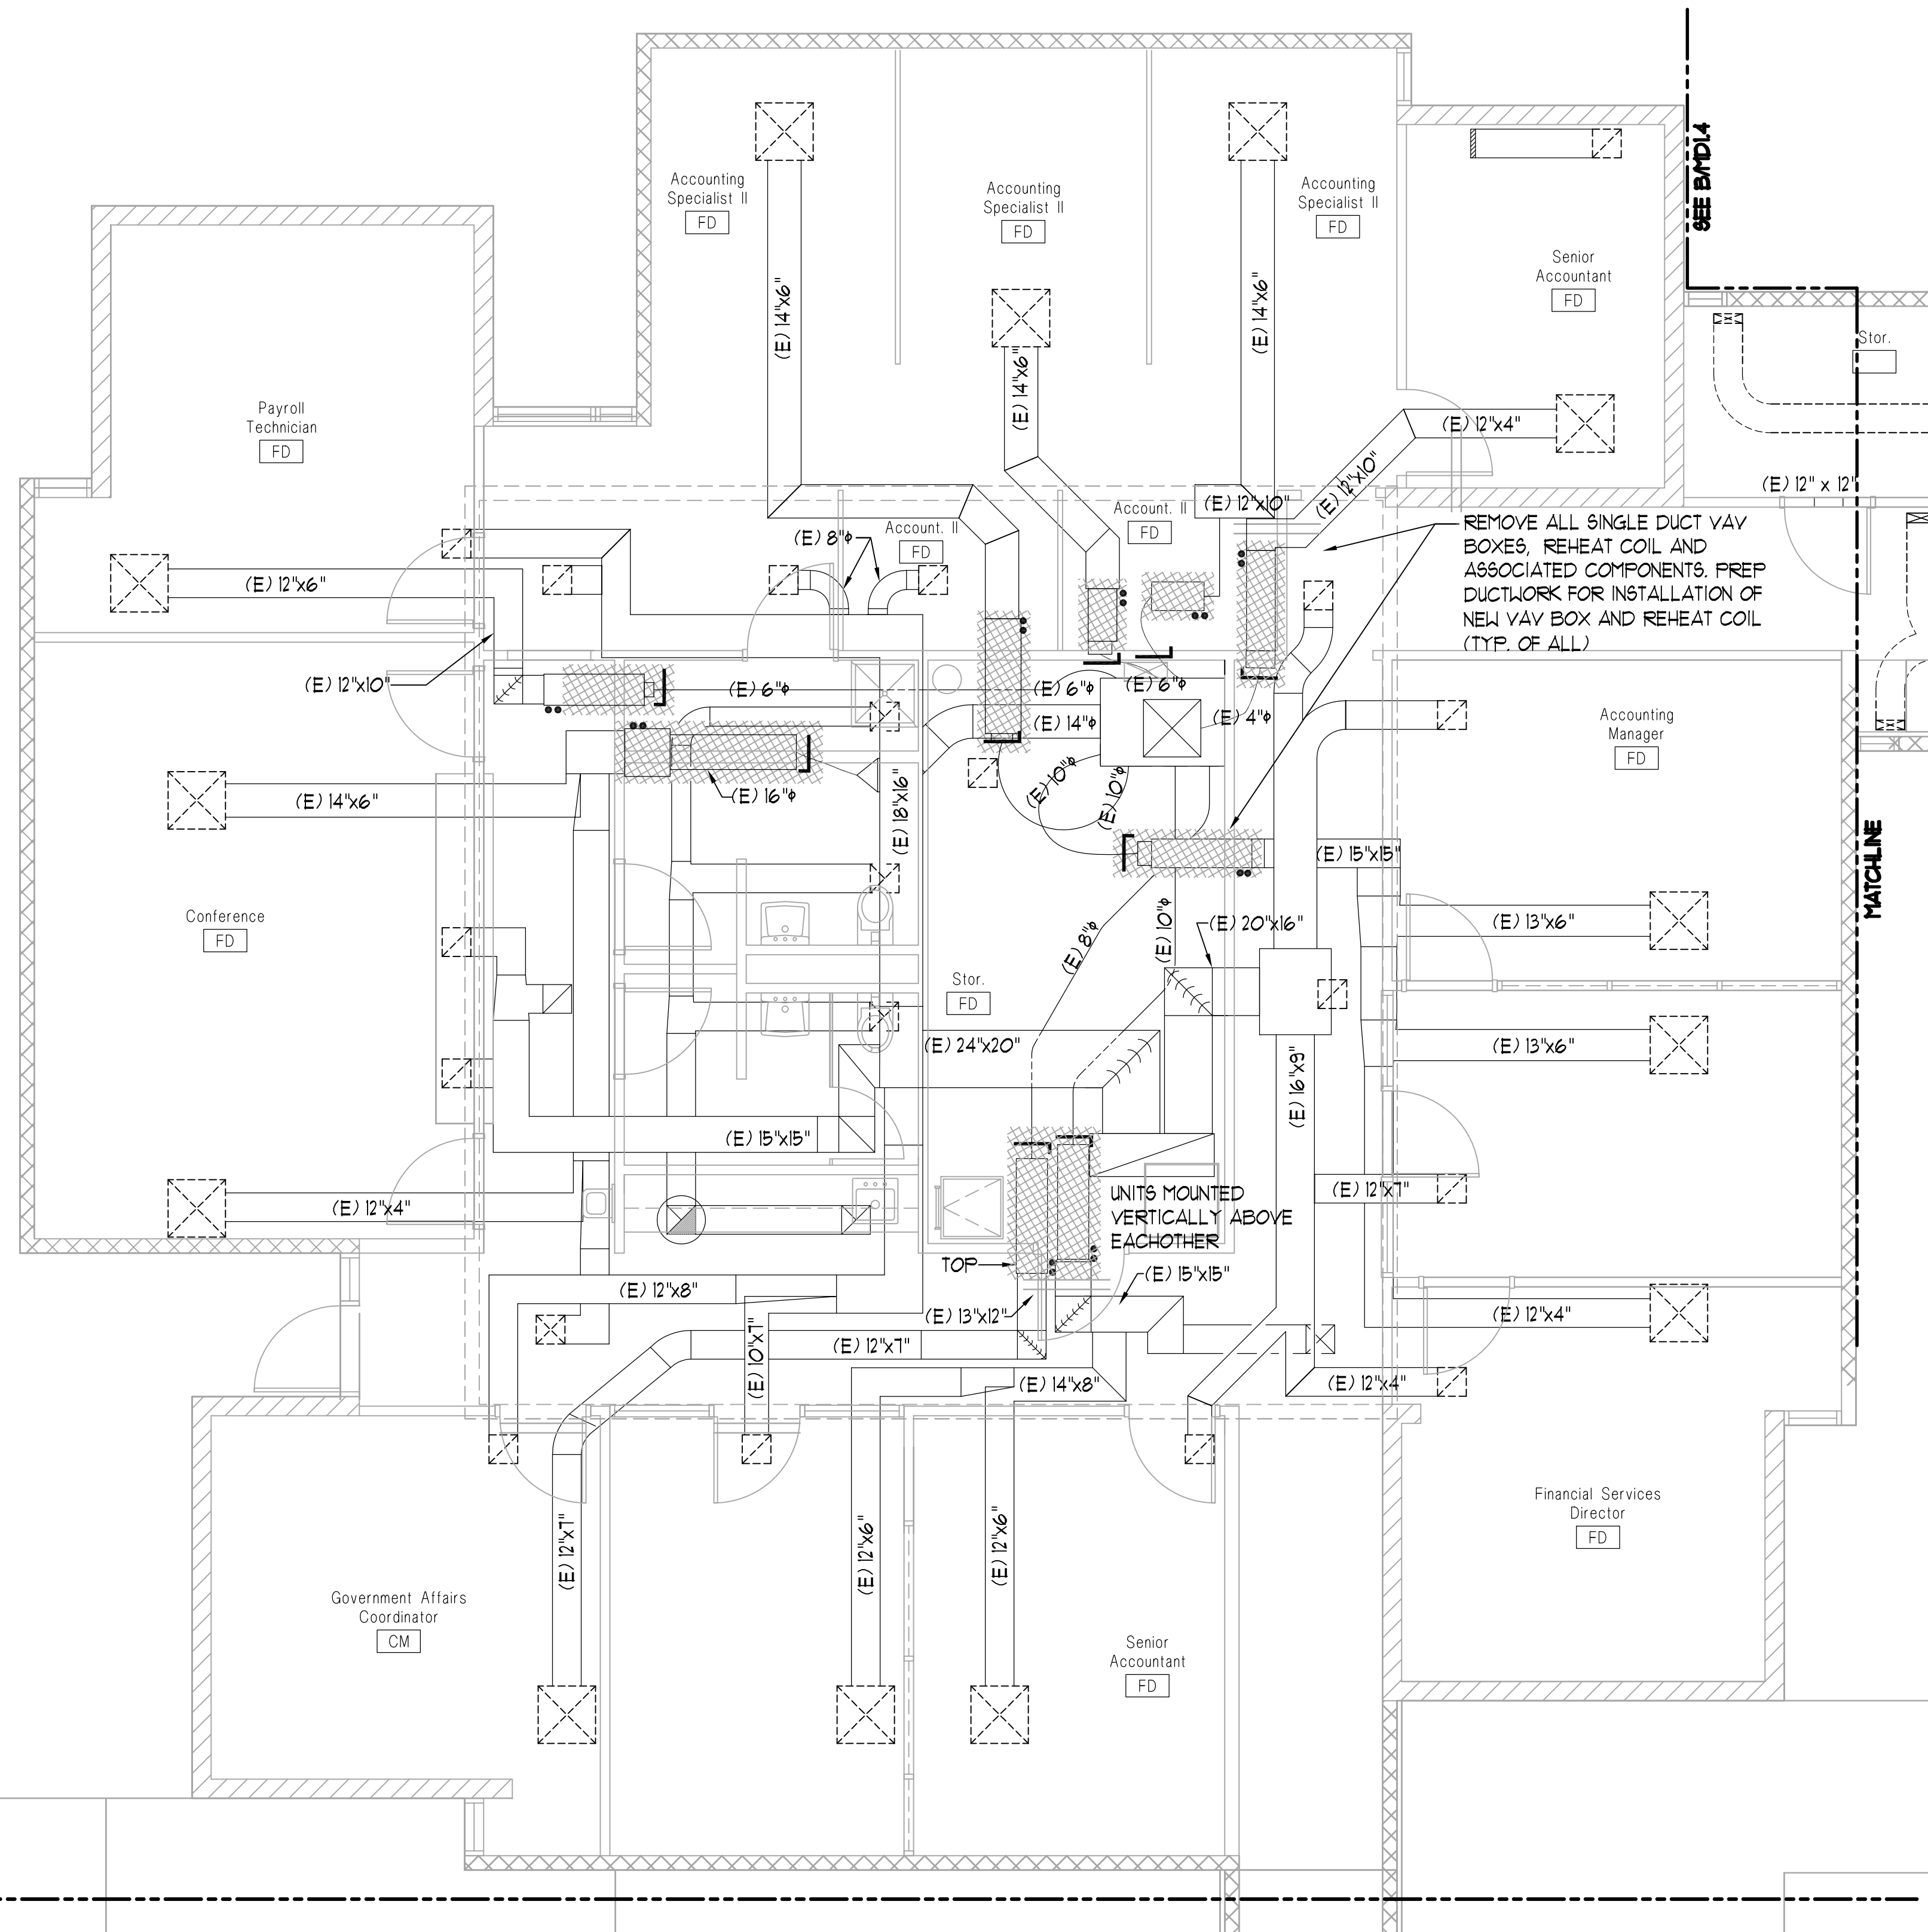 SEE B/MD1.4
Accounting
Specialist II
FD
Accounting
Specialist II
FD
Accounting
Specialist II
FD
Senior
Accountant
FD
Stor.
(E) 14"x6"
(E) 14"x6"
(E) 14"x6"
Payroll
Technician
FD
(E) 12"x4"
(E) 12"x10"
(E) 12"x10"
(E) 12" x 12"
Account. II
FD
Account. II
FD
(E) 8"ϕ
REMOVE ALL SINGLE DUCT VAV
BOXES, REHEAT COIL AND
ASSOCIATED COMPONENTS. PREP
DUCTWORK FOR INSTALLATION OF
NEW VAV BOX AND REHEAT COIL
(TYP. OF ALL)
(E) 12"x6"
(E) 12"x10"
(E) 6"ϕ
(E) 6"ϕ
(E) 6"ϕ
(E) 14"ϕ
(E) 4"ϕ
Accounting
Manager
FD
(E) 14"x6"
(E) 16"ϕ
(E) 18"x16"
(E) 10"ϕ
(E) 10"ϕ
(E) 15"x15"
MATCHLINE
Conference
FD
(E) 8"ϕ
(E) 10"ϕ
(E) 20"x16"
(E) 13"x6"
Stor.
FD
(E) 24"x20"
(E) 16"x9"
(E) 13"x6"
(E) 15"x15"
(E) 12"x4"
UNITS MOUNTED
VERTICALLY ABOVE
EACHOTHER
(E) 12"x7"
TOP
(E) 15"x15"
(E) 12"x8"
(E) 13"x12"
(E) 12"x4"
(E) 10"x7"
(E) 12"x7"
(E) 14"x8"
(E) 12"x4"
(E) 12"x7"
(E) 12"x6"
(E) 12"x6"
Financial Services
Director
FD
Government Affairs
Coordinator
CM
Senior
Accountant
FD